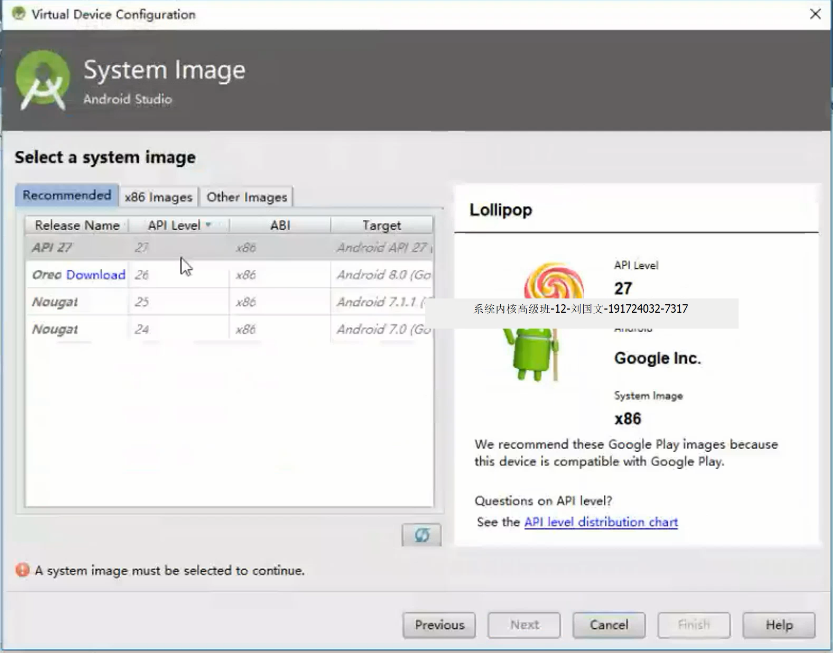 Virtual Device Configuration
System Image
Android Studio
Select a system image
Recommended x86 Images Other Images
Release Name API Level ABI Target
API 27 27 x86 Android API 27
Oreo Download 26 x86 Android 8.0 (Go
Nougat 25 x86 Android 7.1.1 (
Nougat 24 x86 Android 7.0 (Go
Lollipop
API Level
27
系统内核高级班-12-刘国文-191724032-7317
Android
Google Inc.
System Image
x86
We recommend these Google Play images because
this device is compatible with Google Play.
Questions on API level?
See the API level distribution chart
A system image must be selected to continue.
Previous Next Cancel Finish Help